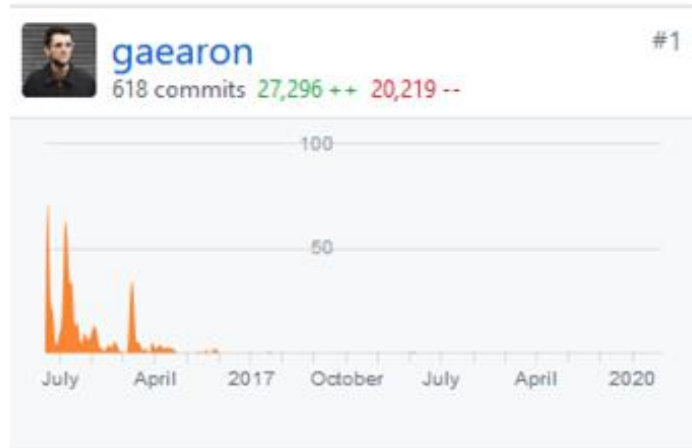 gaearon #1
618 commits 27,296 ++ 20,219 --
100
50
July April 2017 October July April 2020